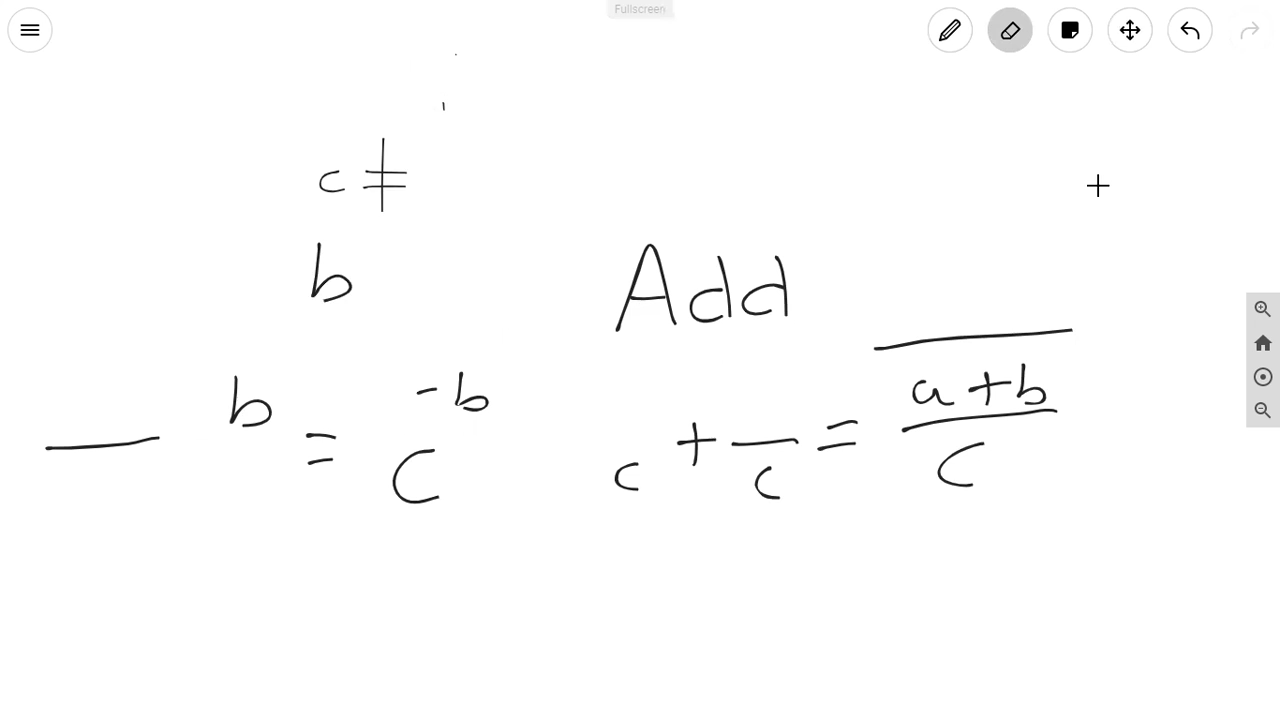 Fullscreen
c ≠
b
Add
b = -b
C
c + — = a+b
c
C